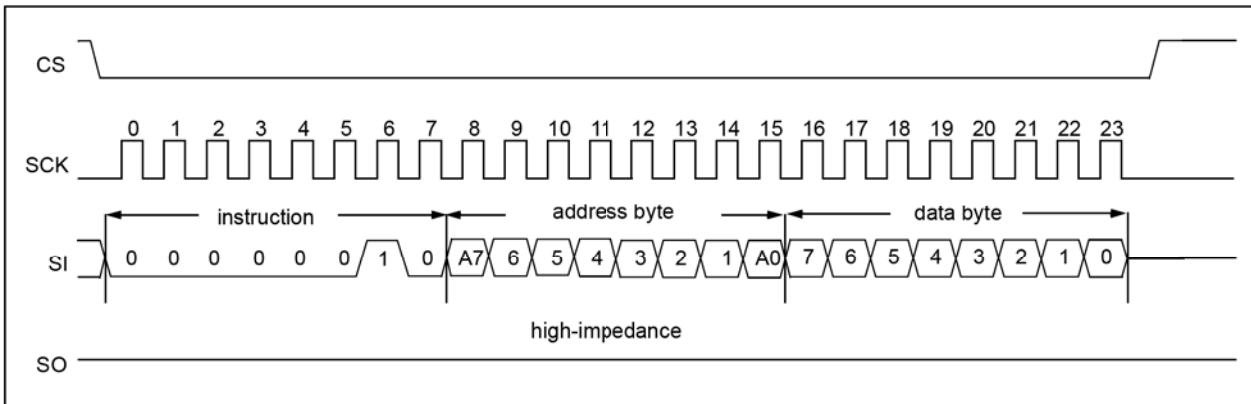 CS
0 1 2 3 4 5 6 7 8 9 10 11 12 13 14 15 16 17 18 19 20 21 22 23
SCK
instruction address byte data byte
SI 0 0 0 0 0 0 1 0 A7 6 5 4 3 2 1 A0 7 6 5 4 3 2 1 0
high-impedance
SO